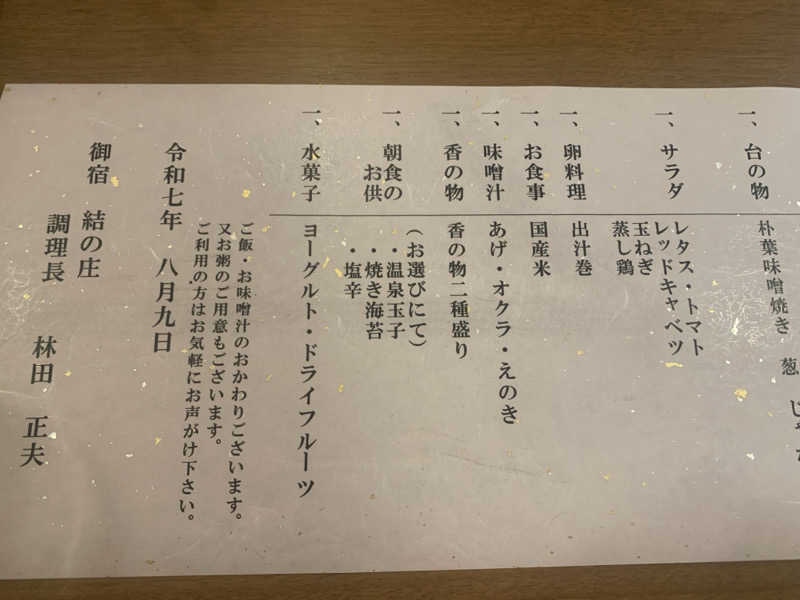 一、台の物
朴葉味噌焼き 葱
一、サラダ
レタス・トマト
レッドキャベツ
玉ねぎ
蒸し鶏
一、卵料理
出汁巻
一、お食事
国産米
一、味噌汁
あげ・オクラ・えのき
一、香の物
香の物二種盛り
一、朝食の
お供
(お選びにて)
・温泉玉子
・焼き海苔
・塩辛
一、水菓子
ヨーグルト・ドライフルーツ
ご飯・お味噌汁のおかわりございます。
又お粥のご用意もございます。
ご利用の方はお気軽にお声がけ下さい。
令和七年 八月九日
御宿 結の庄
調理長 林田 正夫